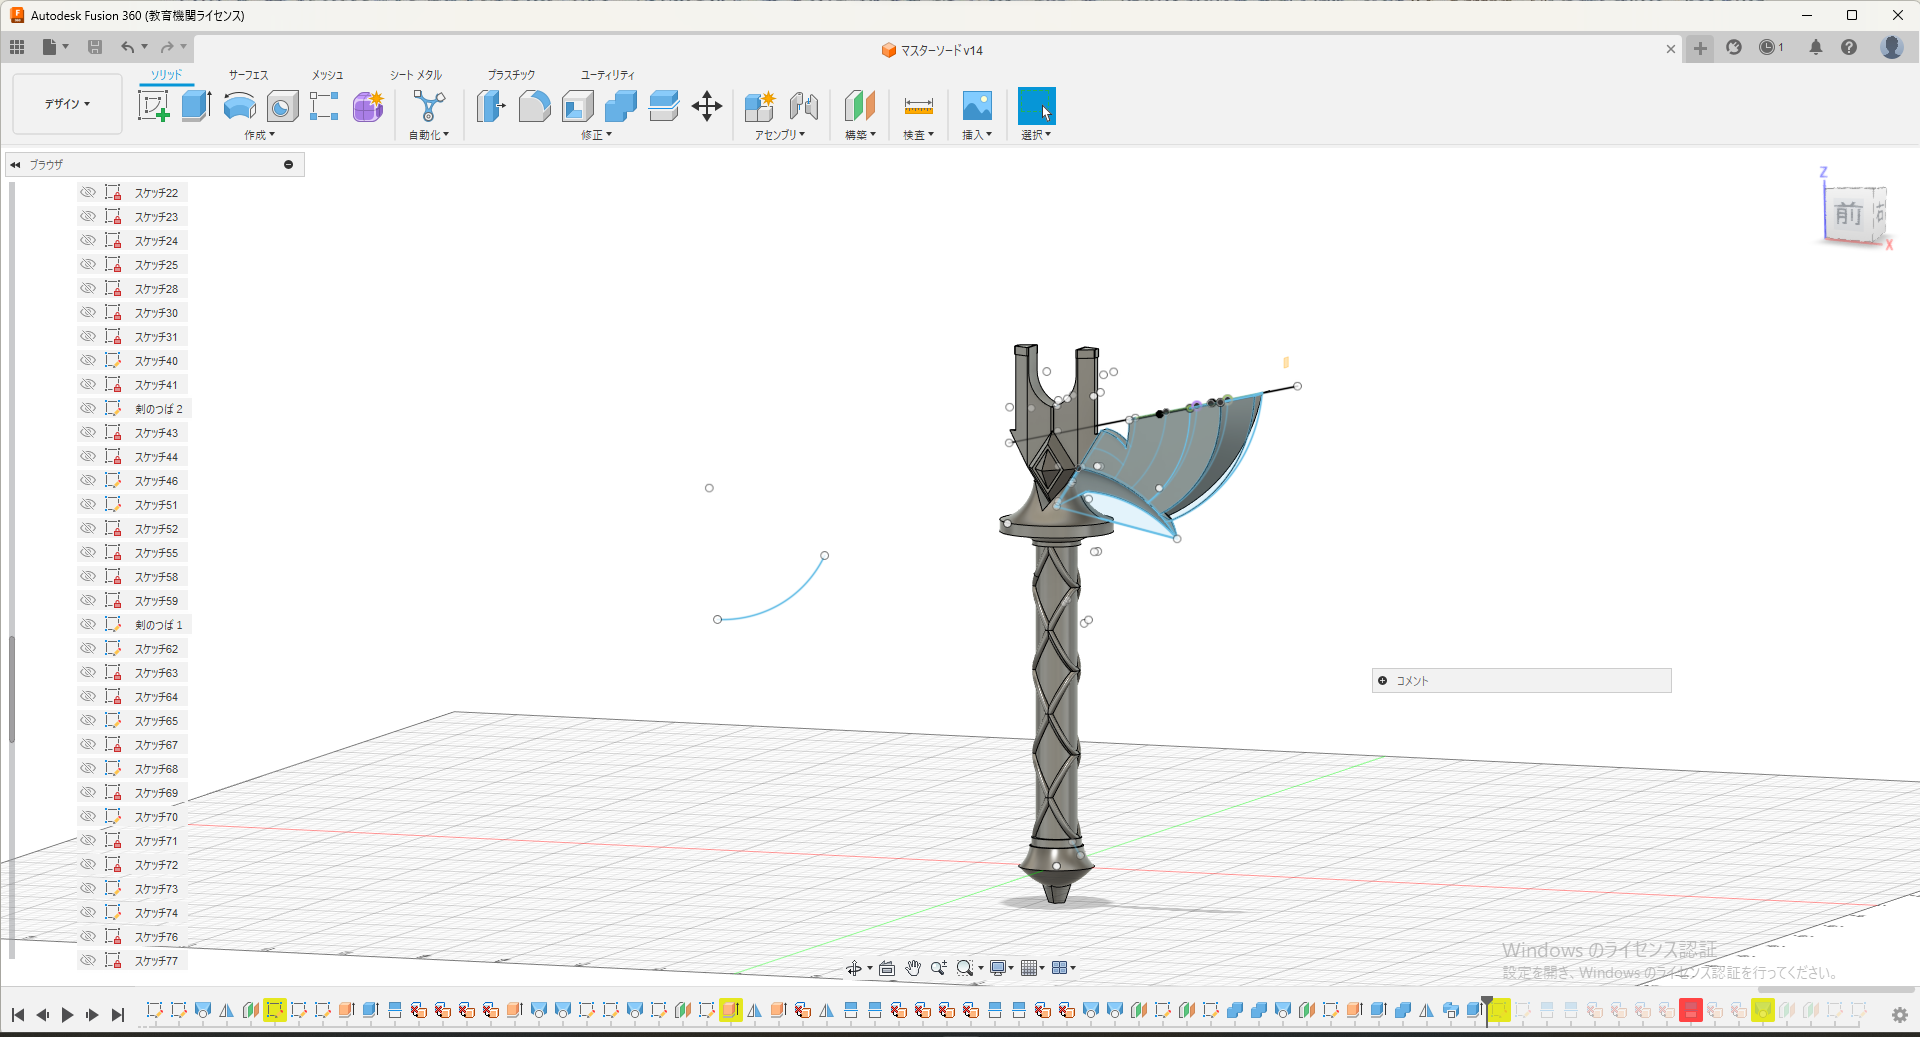 Autodesk Fusion 360 (教育機関ライセンス)
マスターソード v14
1
デザイン
ソリッド
サーフェス
メッシュ
シート メタル
プラスチック
ユーティリティ
作成
自動化
修正
アセンブリ
構築
検査
挿入
選択
ブラウザ
スケッチ22
スケッチ23
スケッチ24
スケッチ25
スケッチ28
スケッチ30
スケッチ31
スケッチ40
スケッチ41
剣のつば 2
スケッチ43
スケッチ44
スケッチ46
スケッチ51
スケッチ52
スケッチ55
スケッチ58
スケッチ59
剣のつば 1
スケッチ62
スケッチ63
スケッチ64
スケッチ65
スケッチ67
スケッチ68
スケッチ69
スケッチ70
スケッチ71
スケッチ72
スケッチ73
スケッチ74
スケッチ76
スケッチ77
Z
前
右
X
コメント
Windows のライセンス認証
設定を開き、Windows のライセンス認証を行ってください。